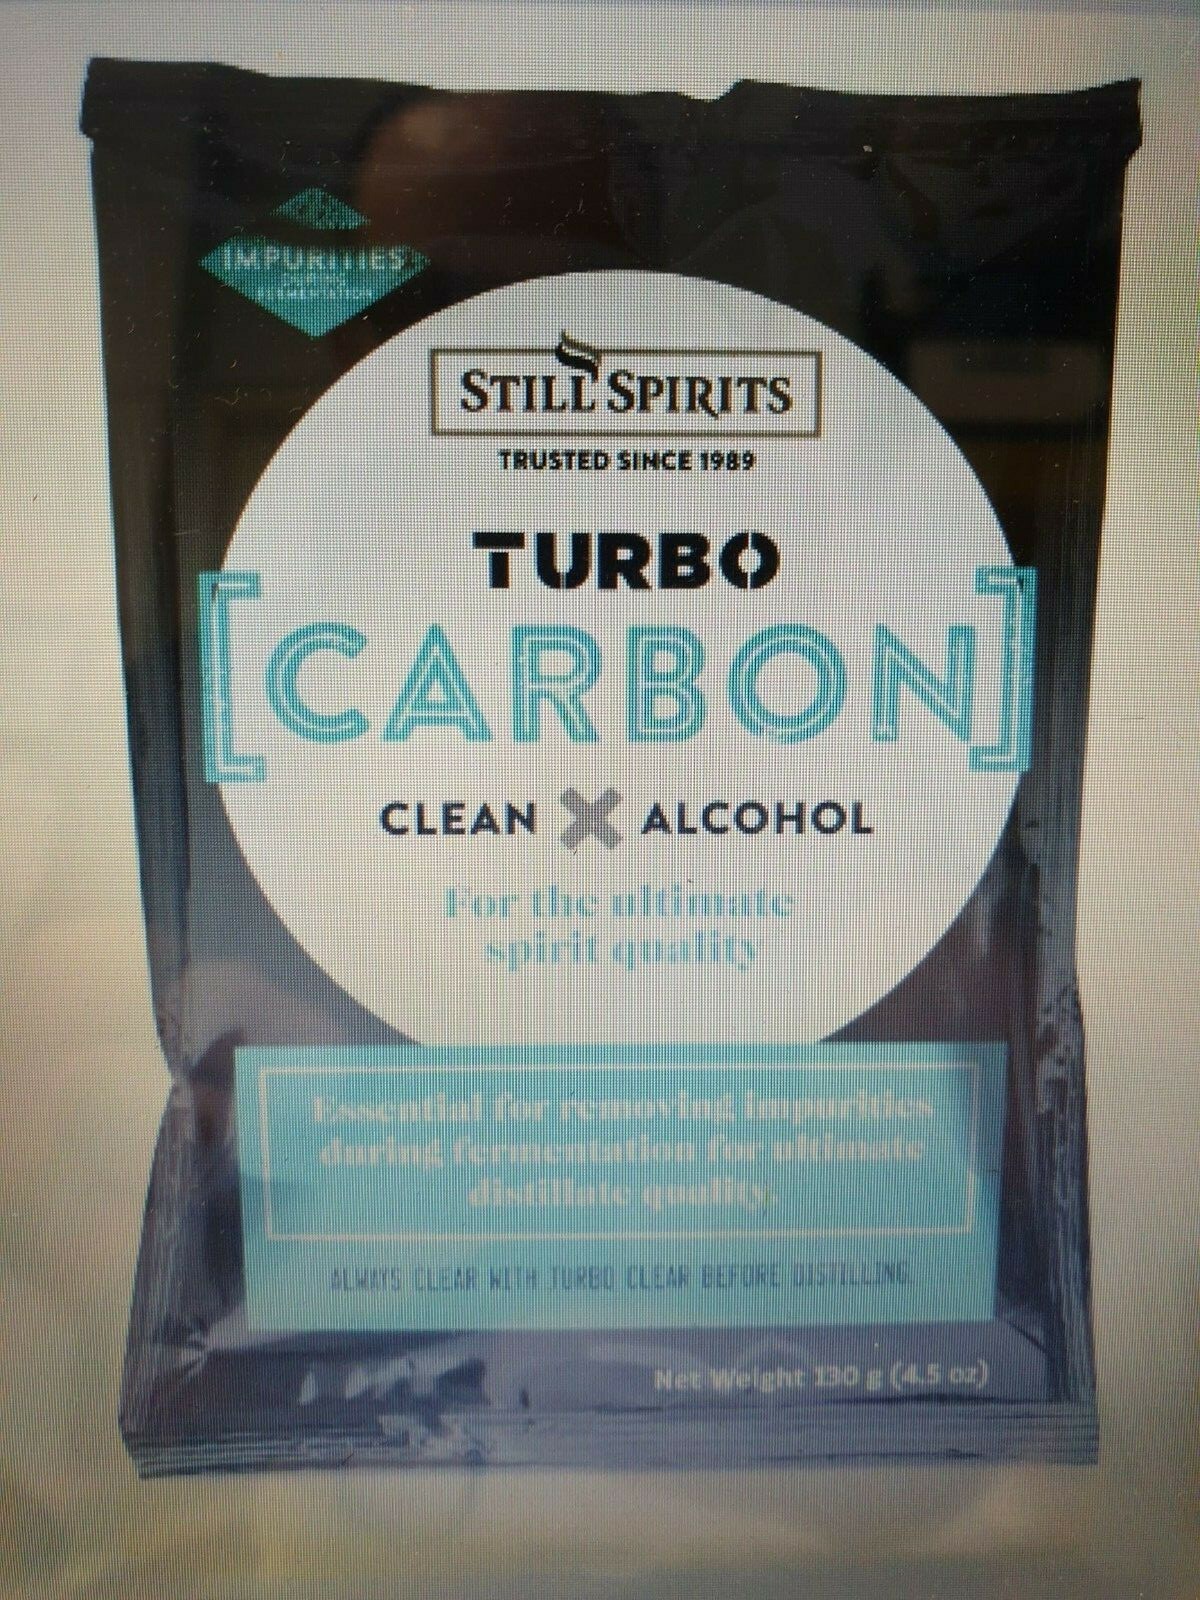 IMPURITIES
STILL SPIRITS
TRUSTED SINCE 1989
TURBO
[CARBON]
CLEAN X ALCOHOL
For the ultimate
spirit quality
Essential for removing impurities
during fermentation for ultimate
distillate quality.
ALWAYS CLEAR WITH TURBO CLEAR BEFORE DISTILLING.
Net Weight 130 g (4.5 oz)